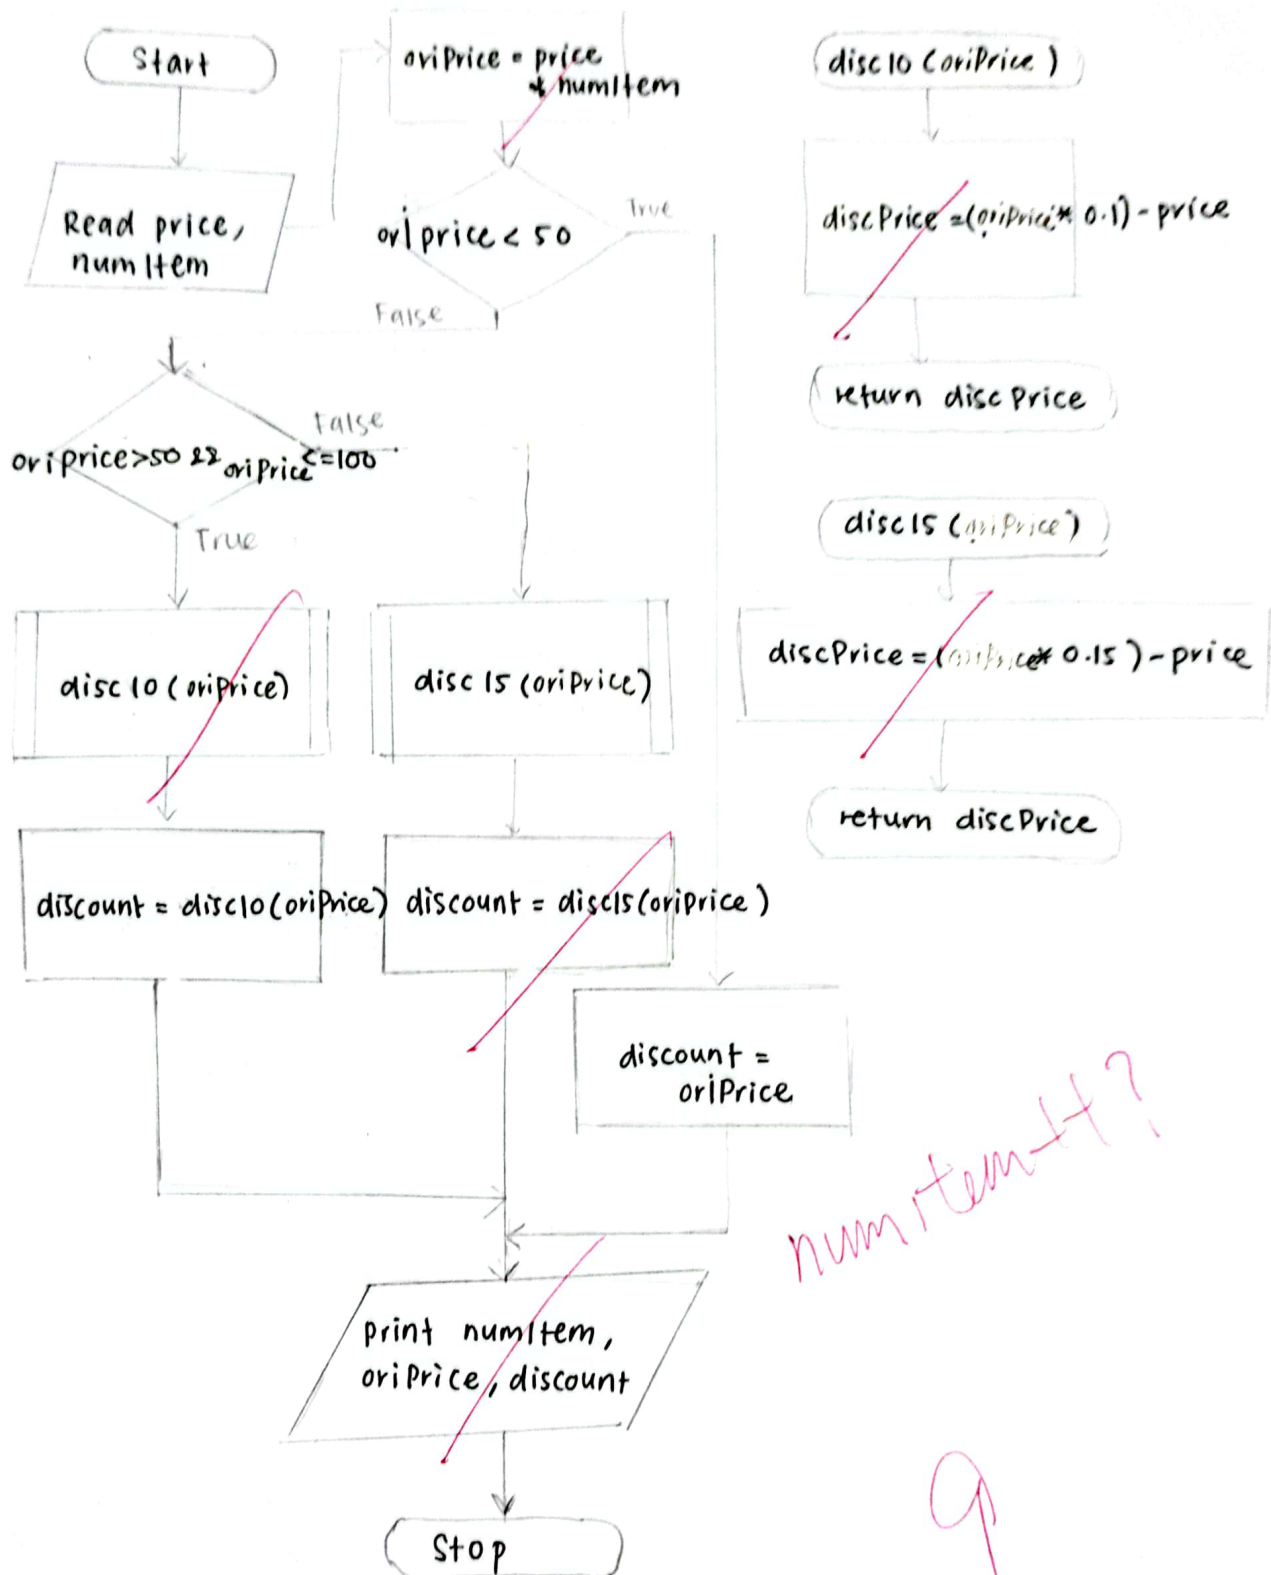 Start
Read price,
numItem
oriPrice = price
* numItem
oriprice < 50
True
False
oriprice>50 && oriPrice <=100
False
True
disc10 (oriPrice)
disc 15 (oriPrice)
discount = disc10(oriPrice)
discount = disc15(oriPrice)
discount =
oriPrice
print numItem,
oriPrice, discount
Stop
disc10 (oriPrice)
discPrice =(oriPrice* 0.1) - price
return discPrice
disc15 (oriPrice)
discPrice = (oriPrice* 0.15) - price
return discPrice
numitem++?
9